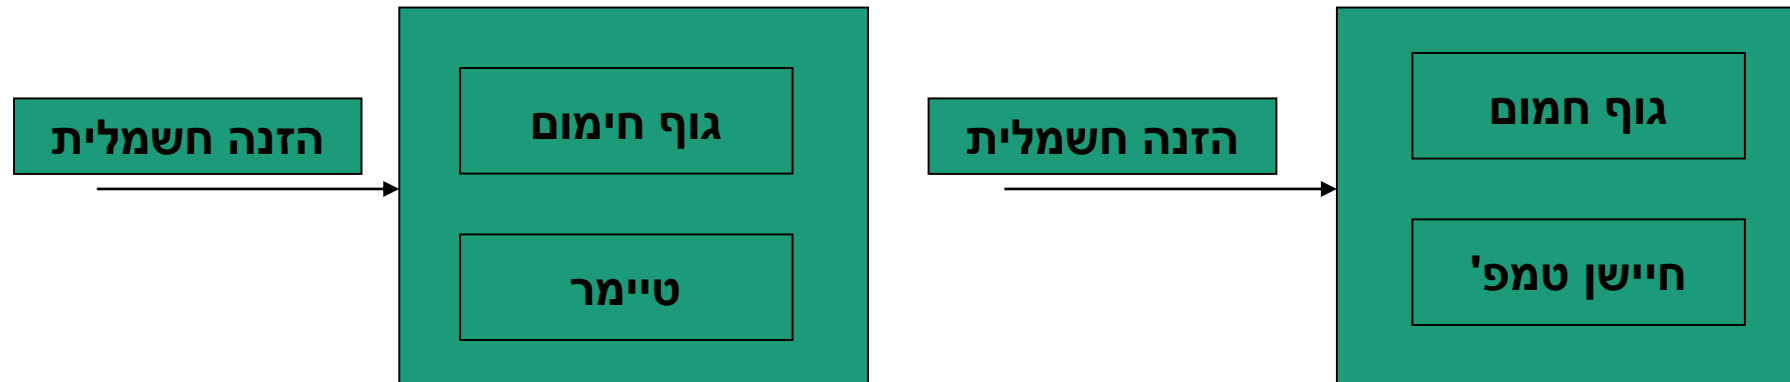 גוף חמום
הזנה חשמלית
חיישן טמפ'
גוף חימום
הזנה חשמלית
טיימר